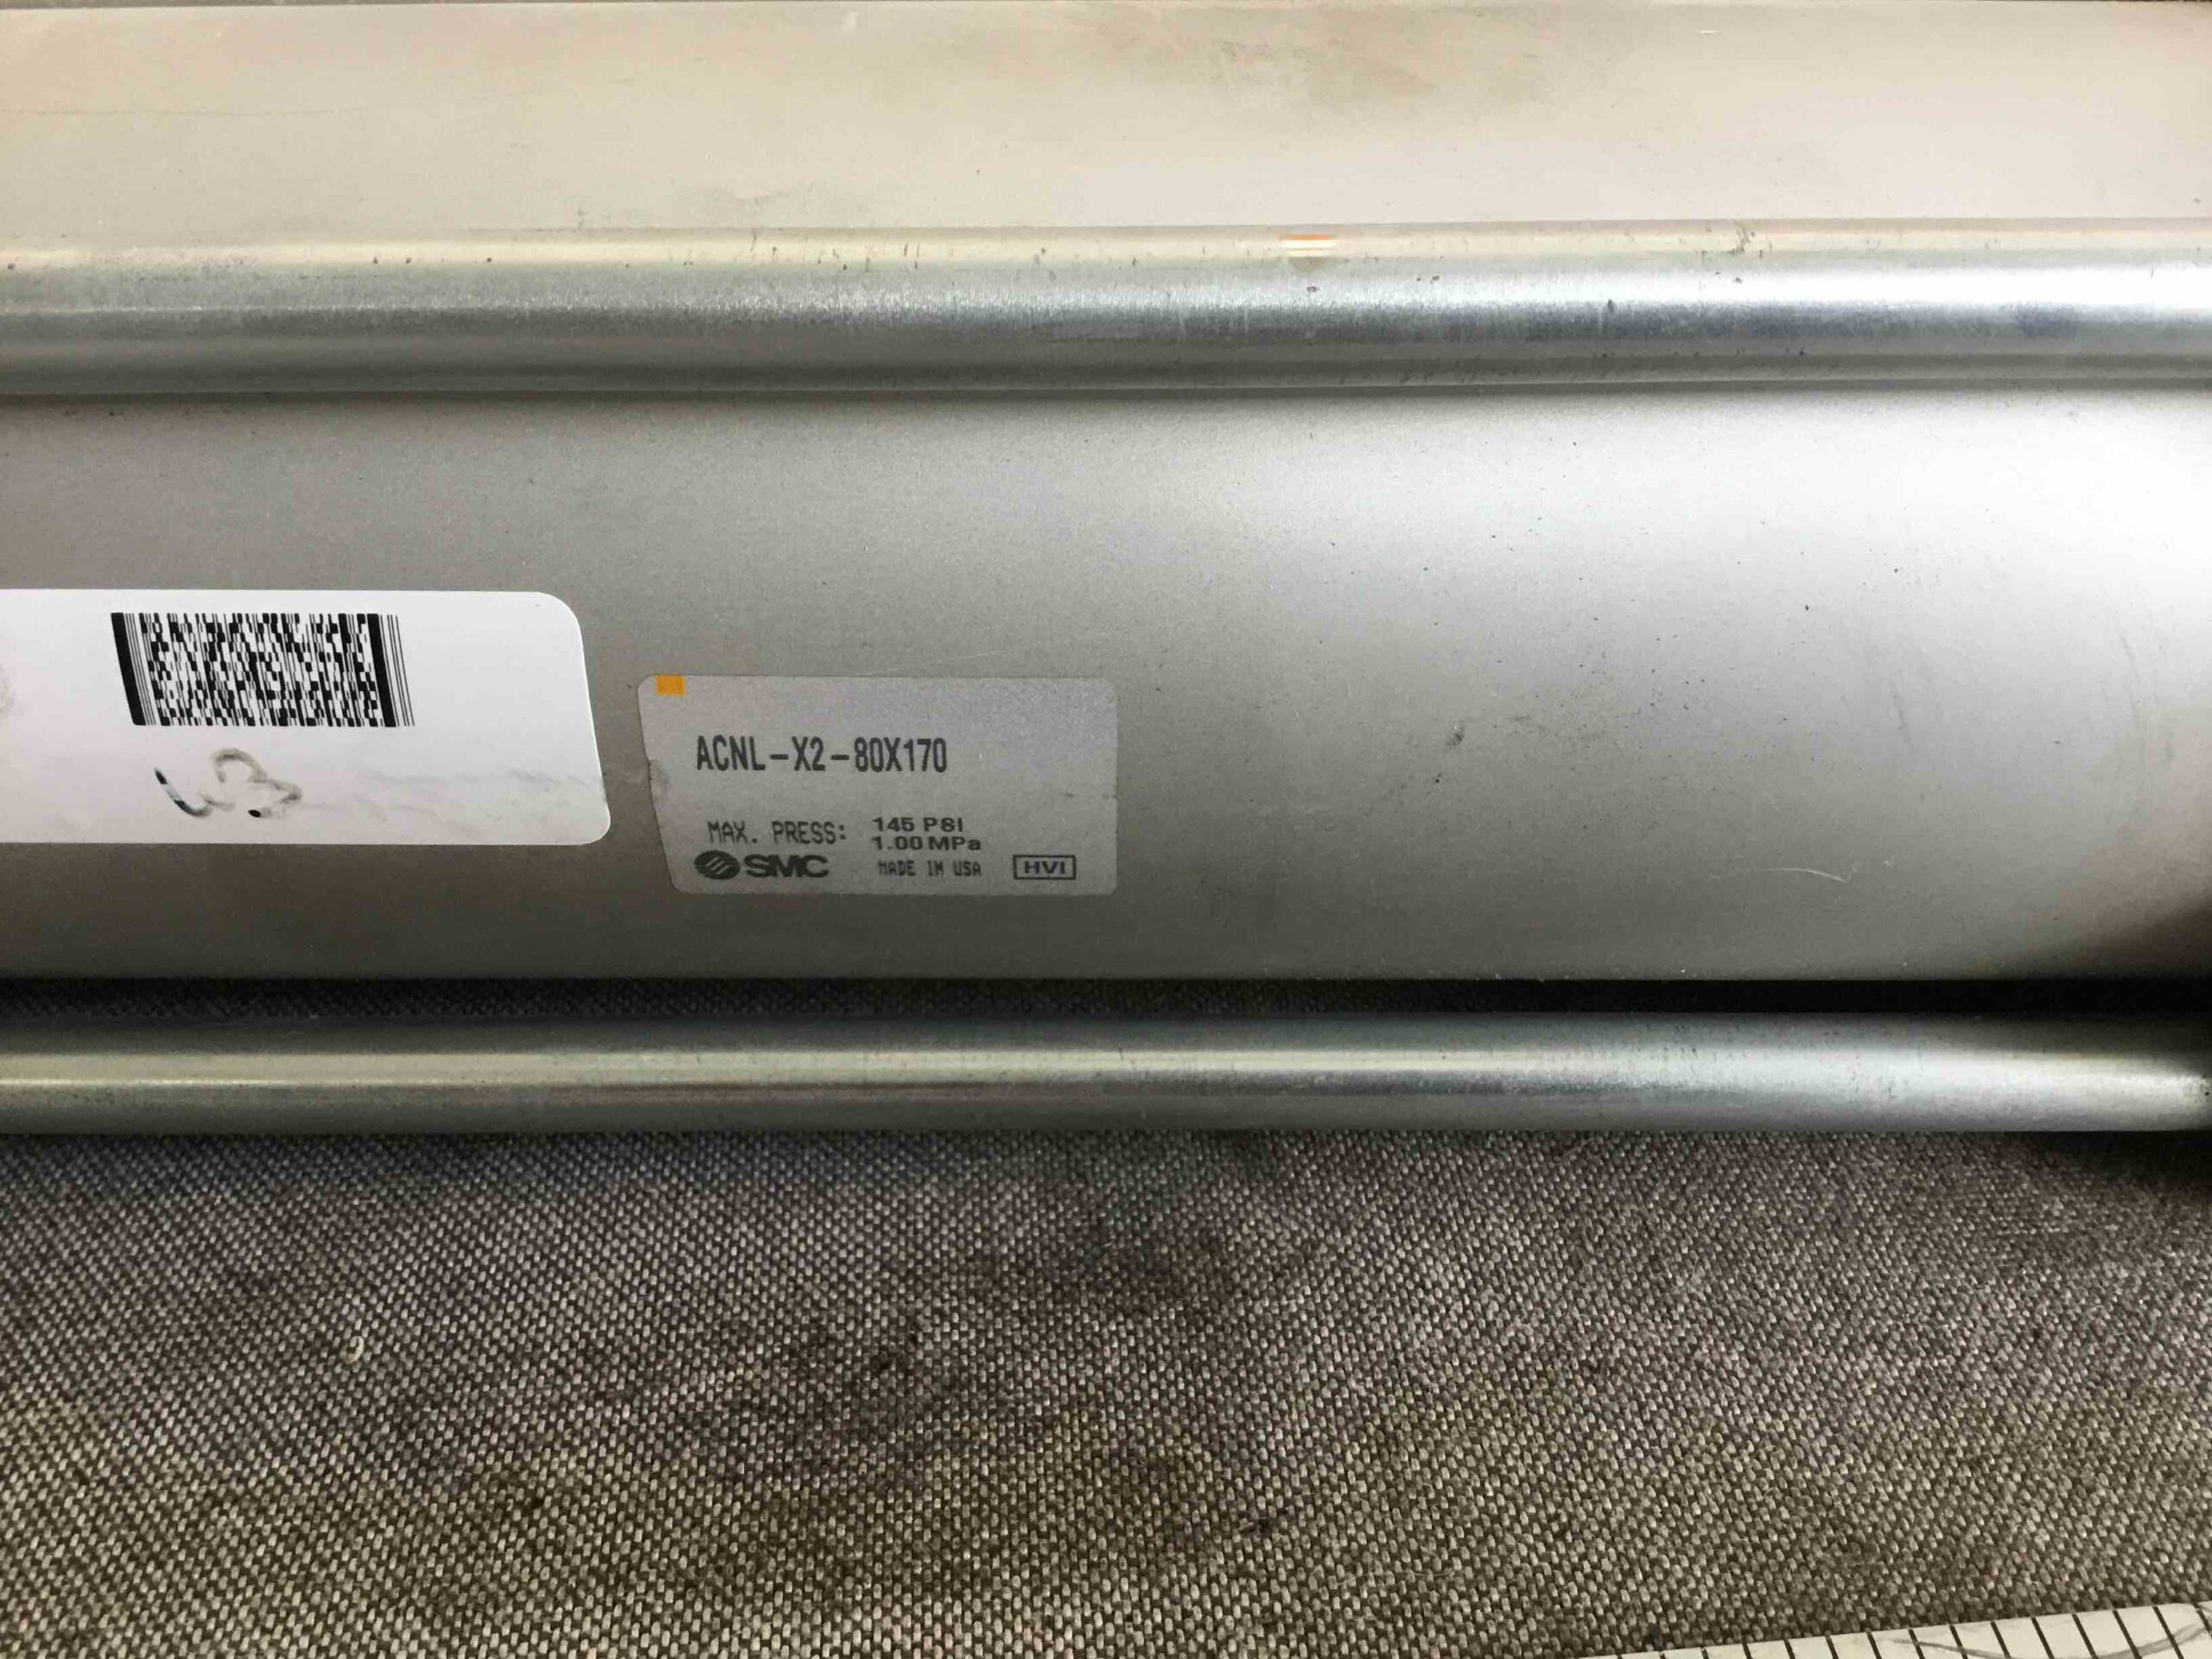 ACNL-X2-80X170
MAX. PRESS: 145 PSI
1.00 MPa
SMC MADE IN USA HVI